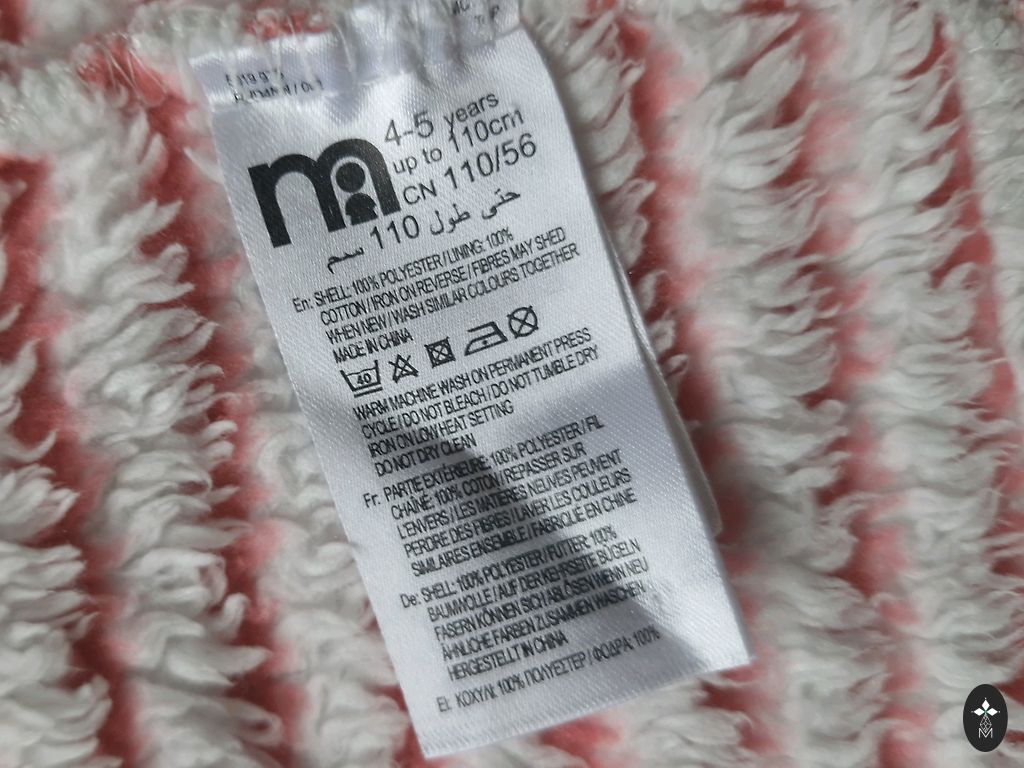 4-5 years
up to 110cm
CN 110/56
حتى طول 110 سم
En: SHELL: 100% POLYESTER / LINING: 100%
COTTON / IRON ON REVERSE / FIBRES MAY SHED
WHEN NEW / WASH SIMILAR COLOURS TOGETHER
MADE IN CHINA
40
WARM MACHINE WASH ON PERMANENT PRESS
CYCLE / DO NOT BLEACH / DO NOT TUMBLE DRY
IRON ON LOW HEAT SETTING
DO NOT DRY CLEAN
Fr: PARTIE EXTÉRIEURE: 100% POLYESTER / FIL
CHAINE: 100% COTON / REPASSER SUR
L'ENVERS / LES MATIÈRES NEUVES PEUVENT
PERDRE DES FIBRES / LAVER LES COULEURS
SIMILAIRES ENSEMBLE / FABRIQUE EN CHINE
De: SHELL: 100% POLYESTER / FUTTER: 100%
BAUMWOLLE / AUF DER KEHRSEITE BÜGELN
FASERN KÖNNEN SICH ABLÖSEN WENN NEU
ÄHNLICHE FARBEN ZUSAMMEN WASCHEN
HERGESTELLT IN CHINA
El: ΚΟΧΥΛΙ: 100% ΠΟΛΥΕΣΤΕΡ / ΦΟΔΡΑ: 100%
M